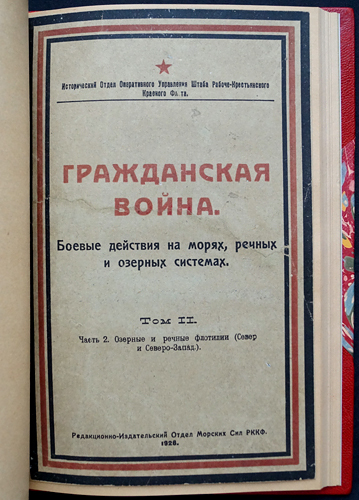 Исторический Отдел Оперативного Управления Штаба Рабоче-Крестьянского
Красного Флота.
ГРАЖДАНСКАЯ
ВОЙНА.
Боевые действия на морях, речных
и озерных системах.
Том II.
Часть 2. Озерные и речные флотилии (Север
и Северо-Запад).
Редакционно-Издательский Отдел Морских Сил РККФ.
1926.